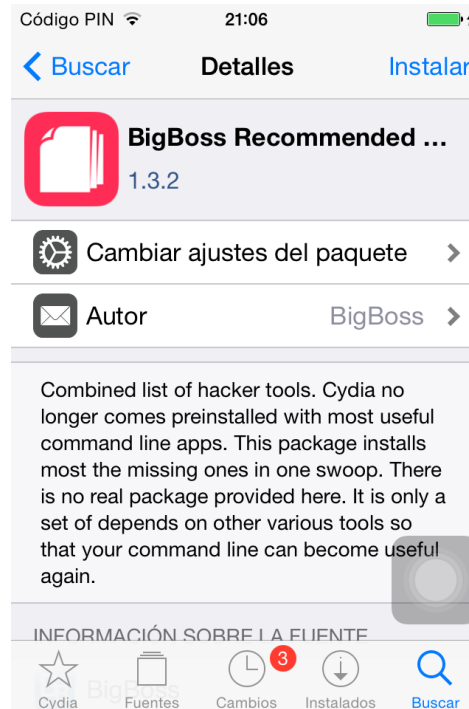 Código PIN 21:06
Buscar Detalles Instalar
BigBoss Recommended ...
1.3.2
Cambiar ajustes del paquete
Autor BigBoss
Combined list of hacker tools. Cydia no
longer comes preinstalled with most useful
command line apps. This package installs
most the missing ones in one swoop. There
is no real package provided here. It is only a
set of depends on other various tools so
that your command line can become useful
again.
INFORMACIÓN SOBRE LA FUENTE
BigBoss
3
Cydia Fuentes Cambios Instalados Buscar